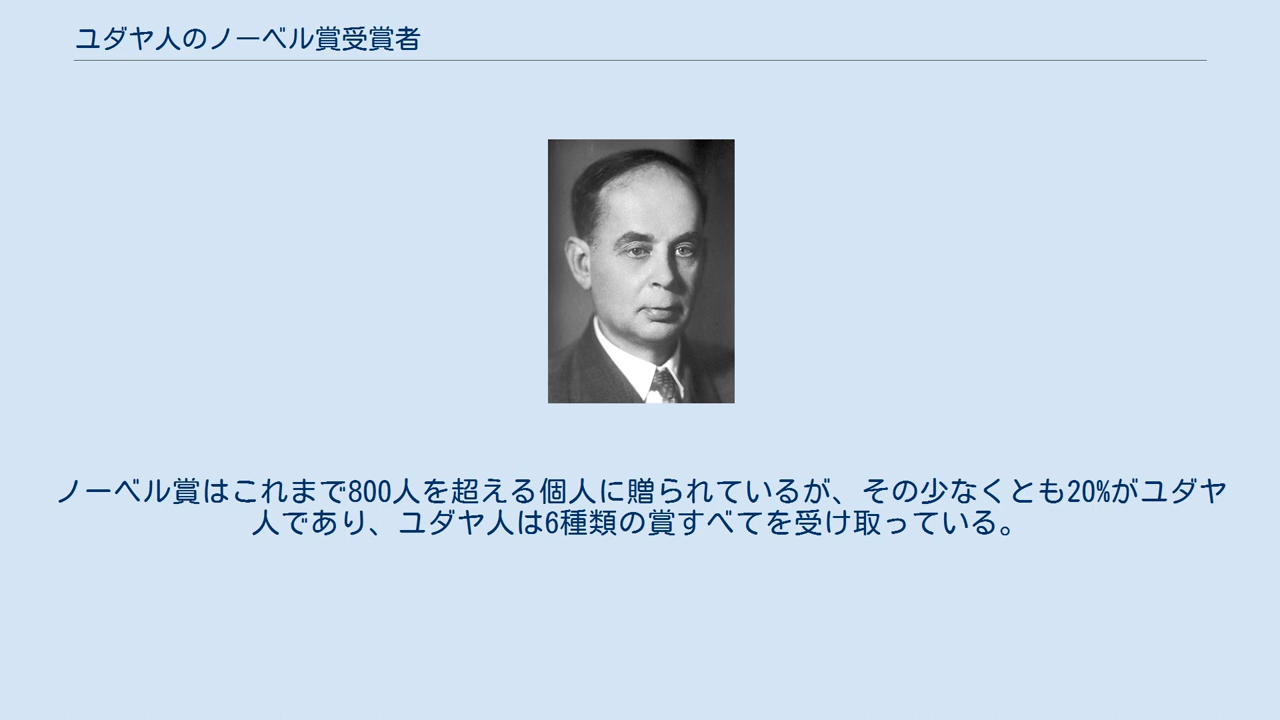 ユダヤ人のノーベル賞受賞者
ノーベル賞はこれまで800人を超える個人に贈られているが、その少なくとも20%がユダヤ
人であり、ユダヤ人は6種類の賞すべてを受け取っている。